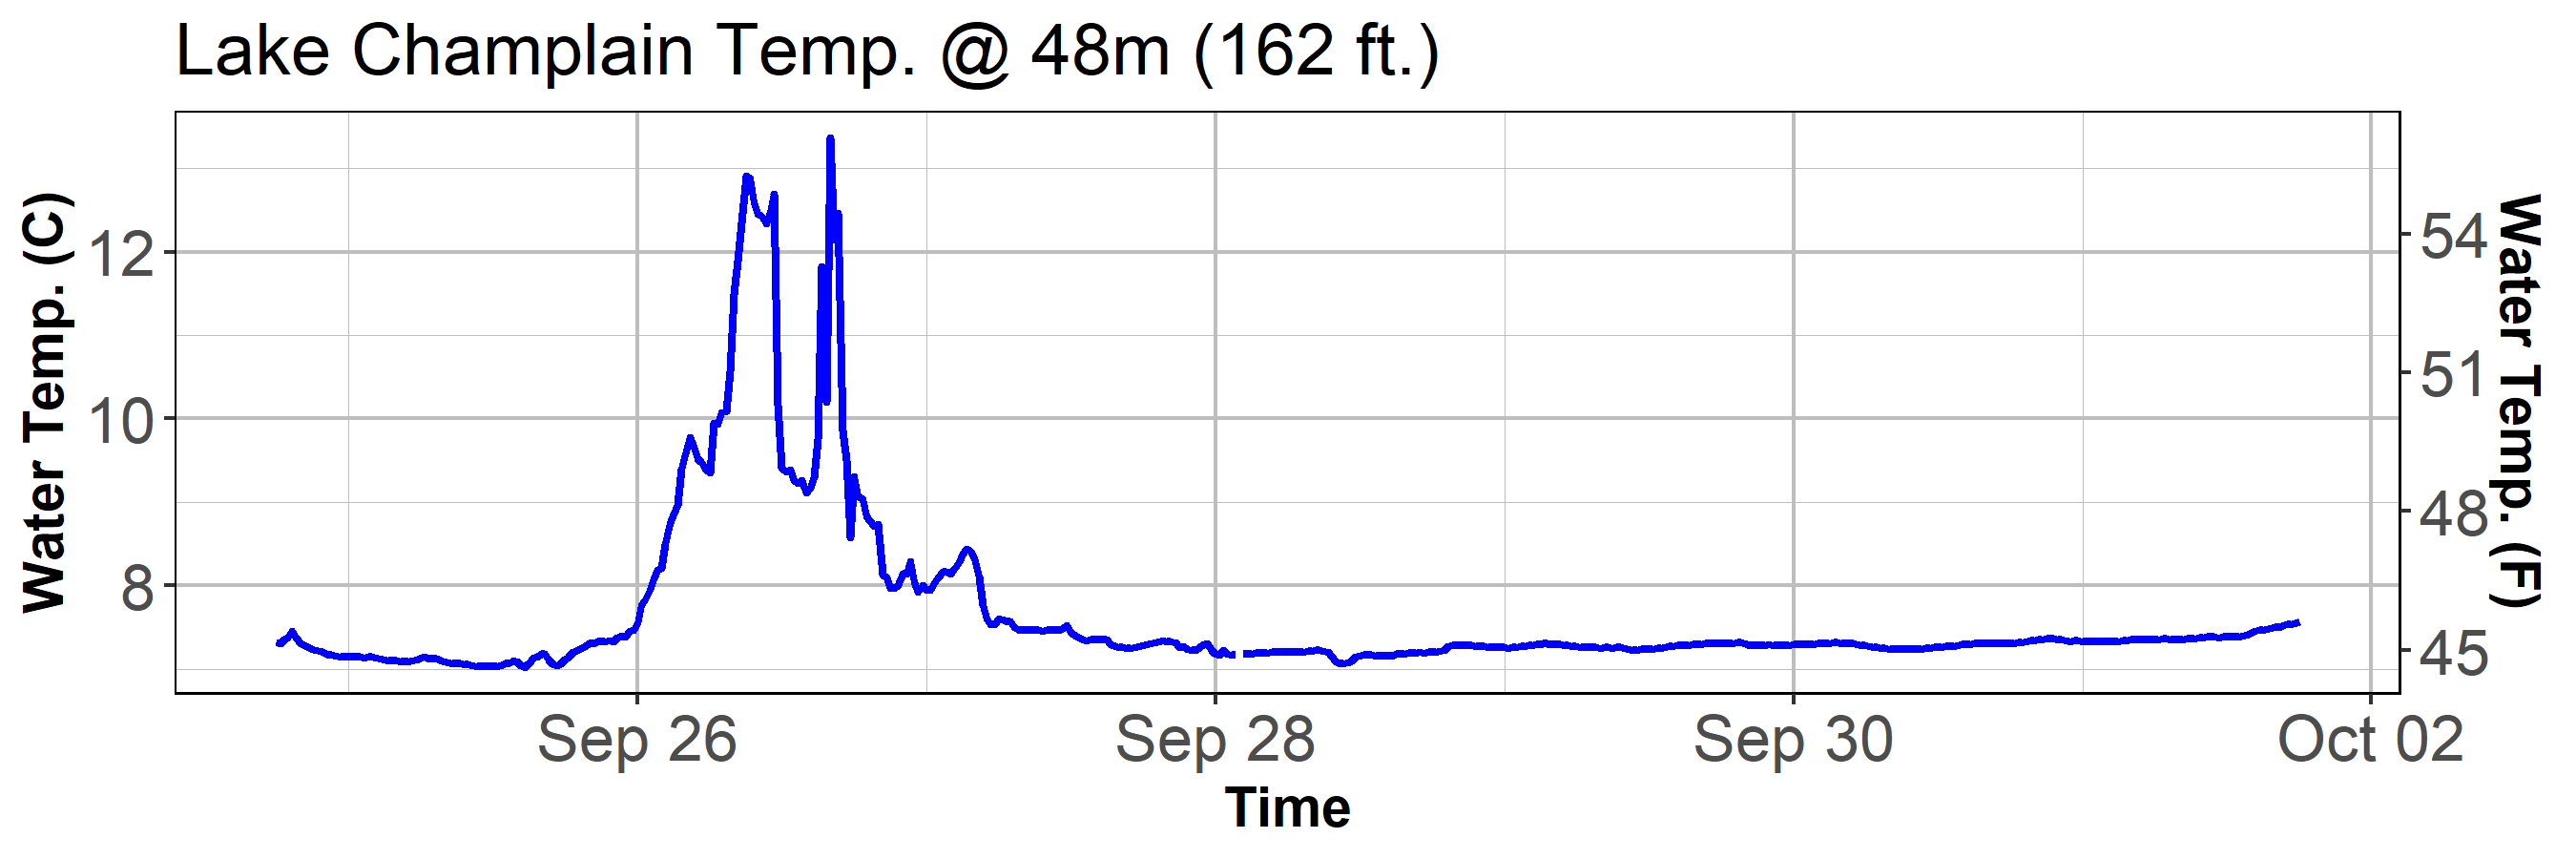 Lake Champlain Temp. @ 48m (162 ft.)
Water Temp. (C)
12
10
8
54
51
48
45
Water Temp. (F)
Sep 26 Sep 28 Sep 30 Oct 02
Time